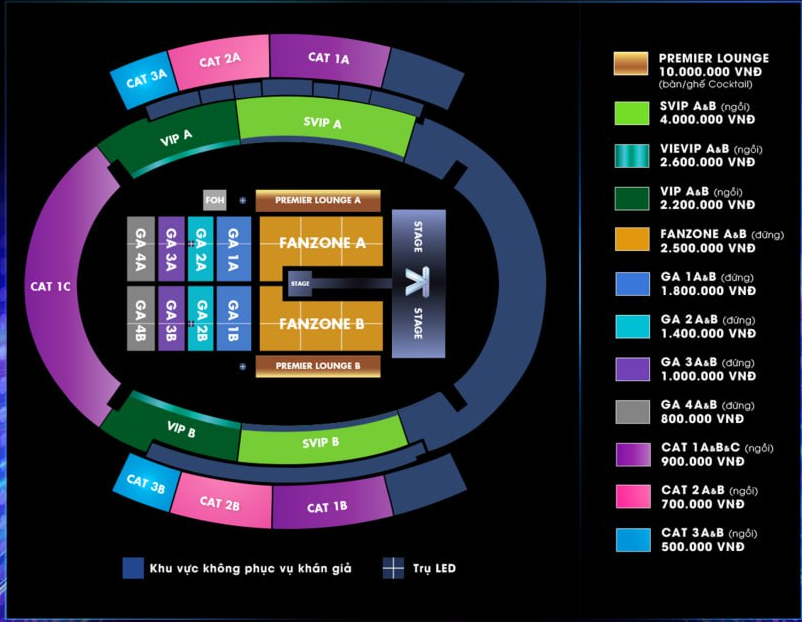 CAT 3A
CAT 2A
CAT 1A
VIP A
SVIP A
CAT 1C
FOH
PREMIER LOUNGE A
GA 4A
GA 3A
GA 2A
GA 1A
FANZONE A
STAGE
STAGE
STAGE
GA 4B
GA 3B
GA 2B
GA 1B
FANZONE B
PREMIER LOUNGE B
VIP B
SVIP B
CAT 3B
CAT 2B
CAT 1B
Khu vực không phục vụ khán giả
Trụ LED
PREMIER LOUNGE
10.000.000 VNĐ
(bàn/ghế Cocktail)
SVIP A&B (ngồi)
4.000.000 VNĐ
VIEVIP A&B (ngồi)
2.600.000 VNĐ
VIP A&B (ngồi)
2.200.000 VNĐ
FANZONE A&B (đứng)
2.500.000 VNĐ
GA 1A&B (đứng)
1.800.000 VNĐ
GA 2A&B (đứng)
1.400.000 VNĐ
GA 3A&B (đứng)
1.000.000 VNĐ
GA 4A&B (đứng)
800.000 VNĐ
CAT 1A&B&C (ngồi)
900.000 VNĐ
CAT 2A&B (ngồi)
700.000 VNĐ
CAT 3A&B (ngồi)
500.000 VNĐ